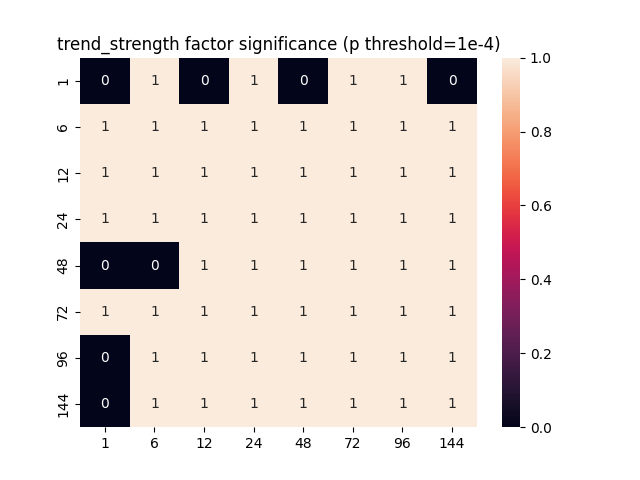 trend_strength factor significance (p threshold=1e-4)
1 0 1 0 1 0 1 1 0
6 1 1 1 1 1 1 1 1
12 1 1 1 1 1 1 1 1
24 1 1 1 1 1 1 1 1
48 0 0 1 1 1 1 1 1
72 1 1 1 1 1 1 1 1
96 0 1 1 1 1 1 1 1
144 0 1 1 1 1 1 1 1
1 6 12 24 48 72 96 144
1.0
0.8
0.6
0.4
0.2
0.0